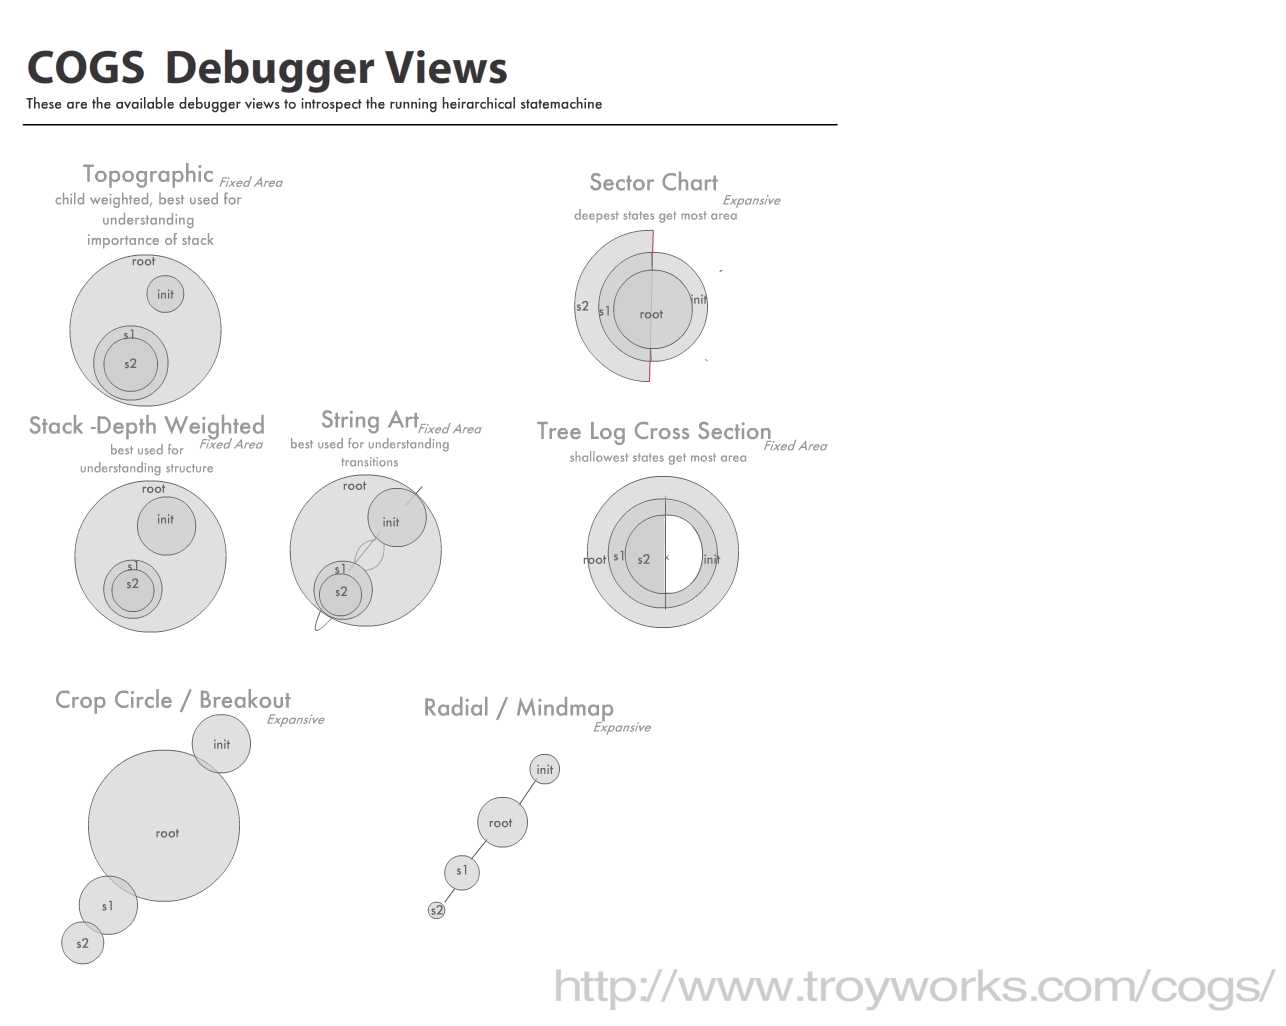 COGS Debugger Views
These are the available debugger views to introspect the running heirarchical statemachine
Topographic
Fixed Area
child weighted, best used for
understanding
importance of stack
root
init
s1
s2
Sector Chart
Expansive
deepest states get most area
s2
s1
root
init
Stack -Depth Weighted
Fixed Area
best used for
understanding structure
root
init
s1
s2
String Art
Fixed Area
best used for understanding
transitions
root
init
s1
s2
Tree Log Cross Section
Fixed Area
shallowest states get most area
root
s1
s2
x
init
Crop Circle / Breakout
Expansive
init
root
s1
s2
Radial / Mindmap
Expansive
init
root
s1
s2
http://www.troyworks.com/cogs/